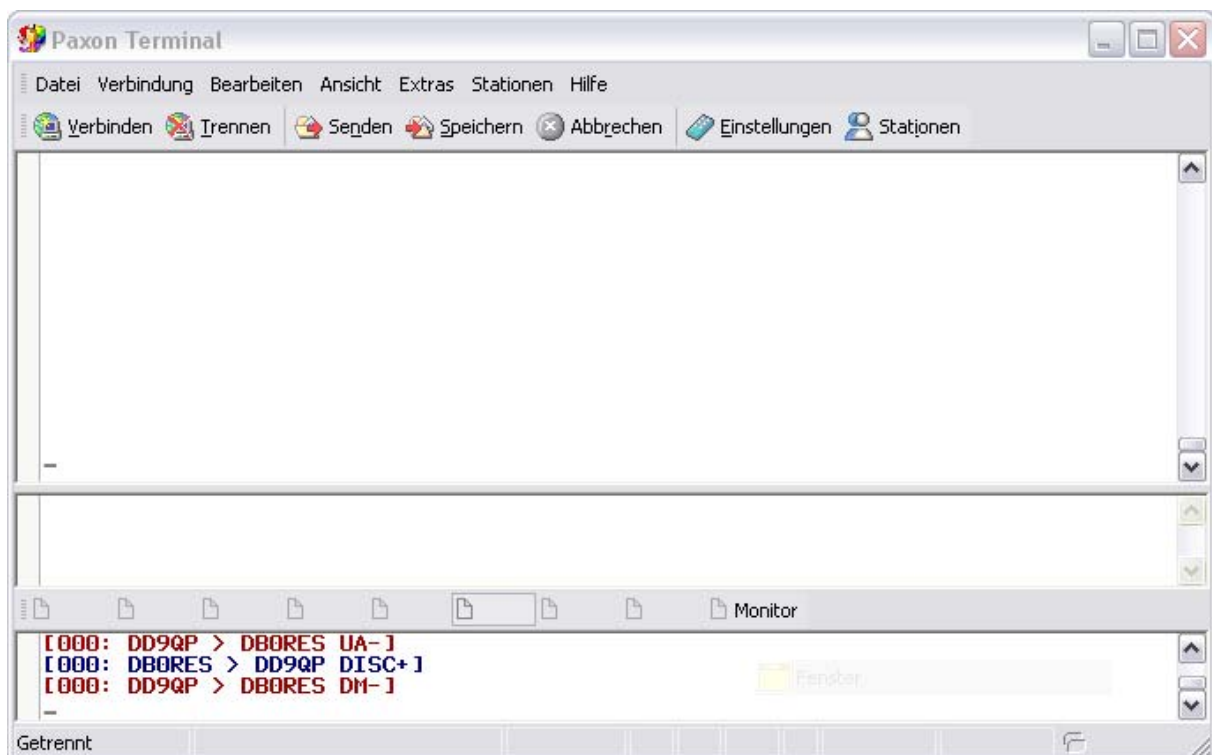 Paxon Terminal
Datei Verbindung Bearbeiten Ansicht Extras Stationen Hilfe
Verbinden Trennen Senden Speichern Abbrechen Einstellungen Stationen
Monitor
[000: DD9QP > DB0RES UA-]
[000: DB0RES > DD9QP DISC+]
[000: DD9QP > DB0RES DM-]
Fenster
Getrennt